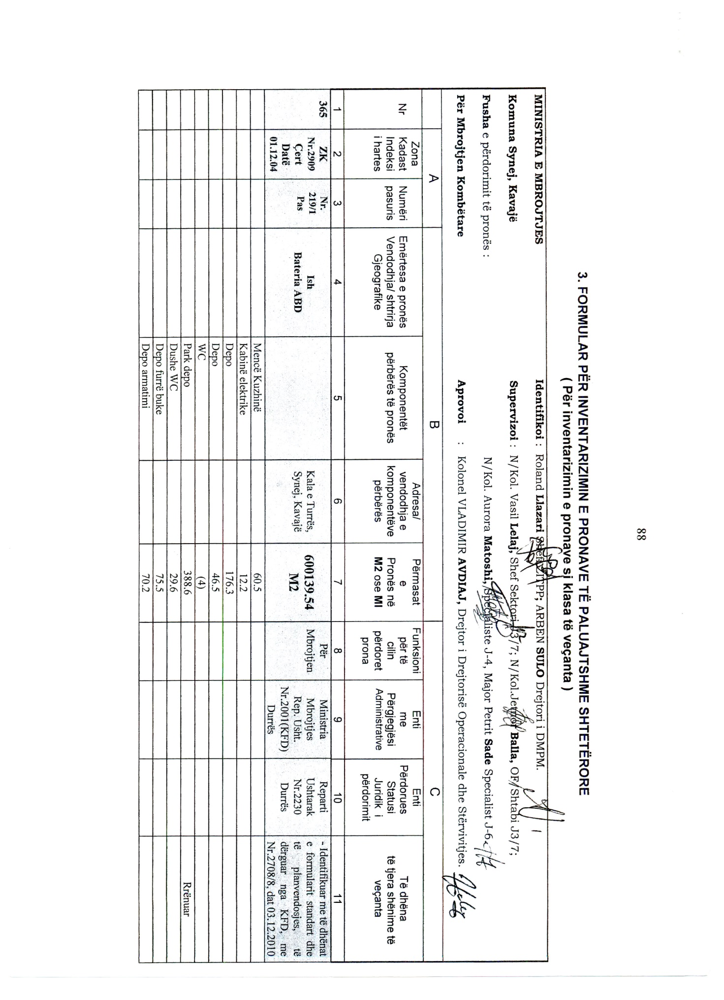 88
3. FORMULAR PËR INVENTARIZIMIN E PRONAVE TË PALUAJTSHME SHTETËRORE
( Për inventarizimin e pronave si klasa të veçanta )
MINISTRIA E MBROJTJES
Identifikoi : Roland Llazari Shef ZITPP; ARBEN SULO Drejtori i DMPM.
Komuna Synej, Kavajë
Supervizoi : N/Kol. Vasil Lelaj, Shef Sektori J3/7; N/Kol.Jetmor Balla, OF/Shtabi J3/7;
Fusha e përdorimit të pronës :
N/Kol. Aurora Matoshi, Specialiste J-4, Major Petrit Sade Specialist J-6.
Për Mbrojtjen Kombëtare
Aprovoi : Kolonel VLADIMIR AVDIAJ, Drejtor i Drejtorisë Operacionale dhe Stërvivitjes.
A B C
Nr
Zona
Kadast
Indeksi
i hartes
Numëri
pasuris
Emërtesa e pronës
Vendodhja/ shtrirja
Gjeografike
Komponentët
përbërës të pronës
Adresa/
vendodhja e
komponentëve
përbërës
Përmasat
e
Pronës në
M2 ose Ml
Funksioni
për të
cilin
përdoret
prona
Enti
me
Përgjegjësi
Administrative
Enti
Përdorues
Statusi
Juridik i
përdorimit
Të dhëna
të tjera shënime të
veçanta
1 2 3 4 5 6 7 8 9 10 11
365
ZK
Nr.2909
Çert
Datë
01.12.04
Nr.
219/1
Pas
Ish
Bateria ABD
Kala e Turrës,
Synej, Kavajë
600139.54
M2
Për
Mbrojtjen
Ministria
Mbrojtjes
Rep. Usht.
Nr.2001(KFD)
Durrës
Reparti
Ushtarak
Nr.2230
Durrës
- Identifikuar me të dhënat
e formularit standart dhe
të planvendosjes, të
dërguar nga KFD, me
Nr.2708/8, dat 03.12.2010
Mencë Kuzhinë 60.5
Kabinë elektrike 12.2
Depo 176.3
Depo 46.5
WC (4)
Park depo 388.6 Rrënuar
Dushe WC 29.6
Depo furrë buke 75.5
Depo armatimi 70.2